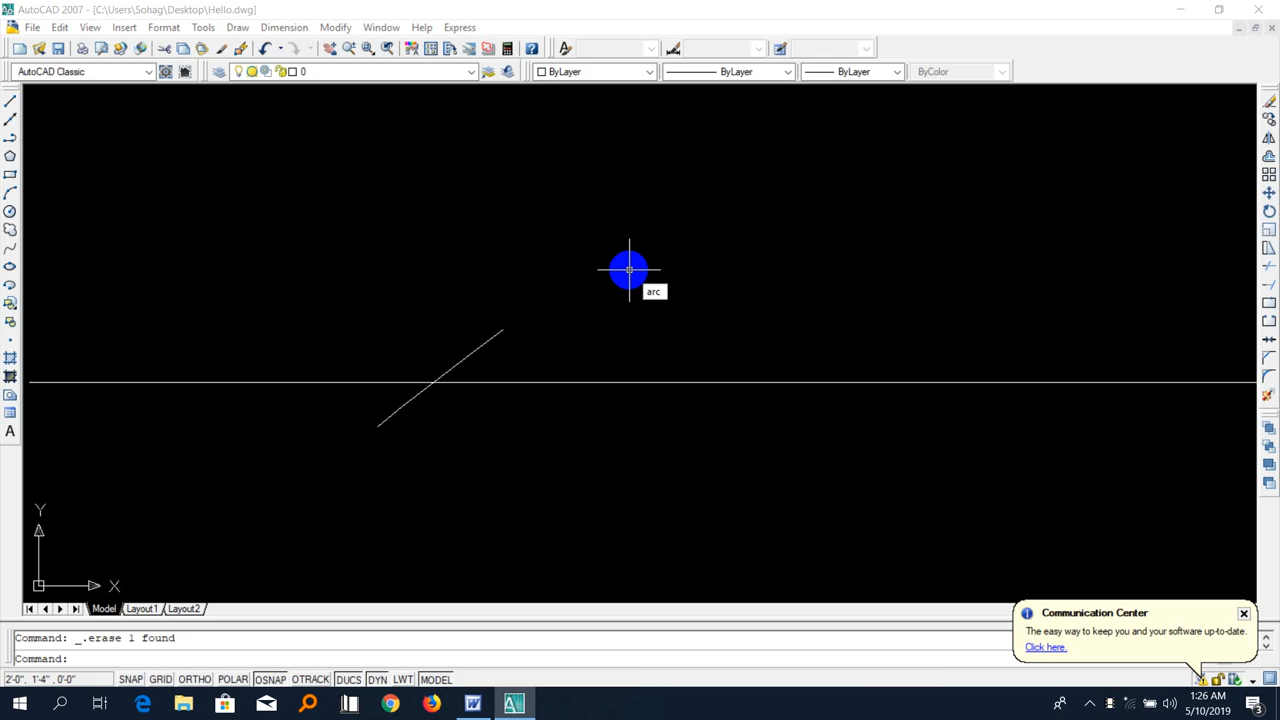 AutoCAD 2007 - [C:\Users\Sohag\Desktop\Hello.dwg]
File Edit View Insert Format Tools Draw Dimension Modify Window Help Express
AutoCAD Classic 0 ByLayer ByLayer ByLayer ByColor
arc
Y
X
Model Layout1 Layout2
Communication Center
The easy way to keep you and your software up-to-date.
Click here.
Command: _.erase 1 found
Command:
2'-0", 1'-4", 0'-0" SNAP GRID ORTHO POLAR OSNAP OTRACK DUCS DYN LWT MODEL
1:26 AM
5/10/2019
3